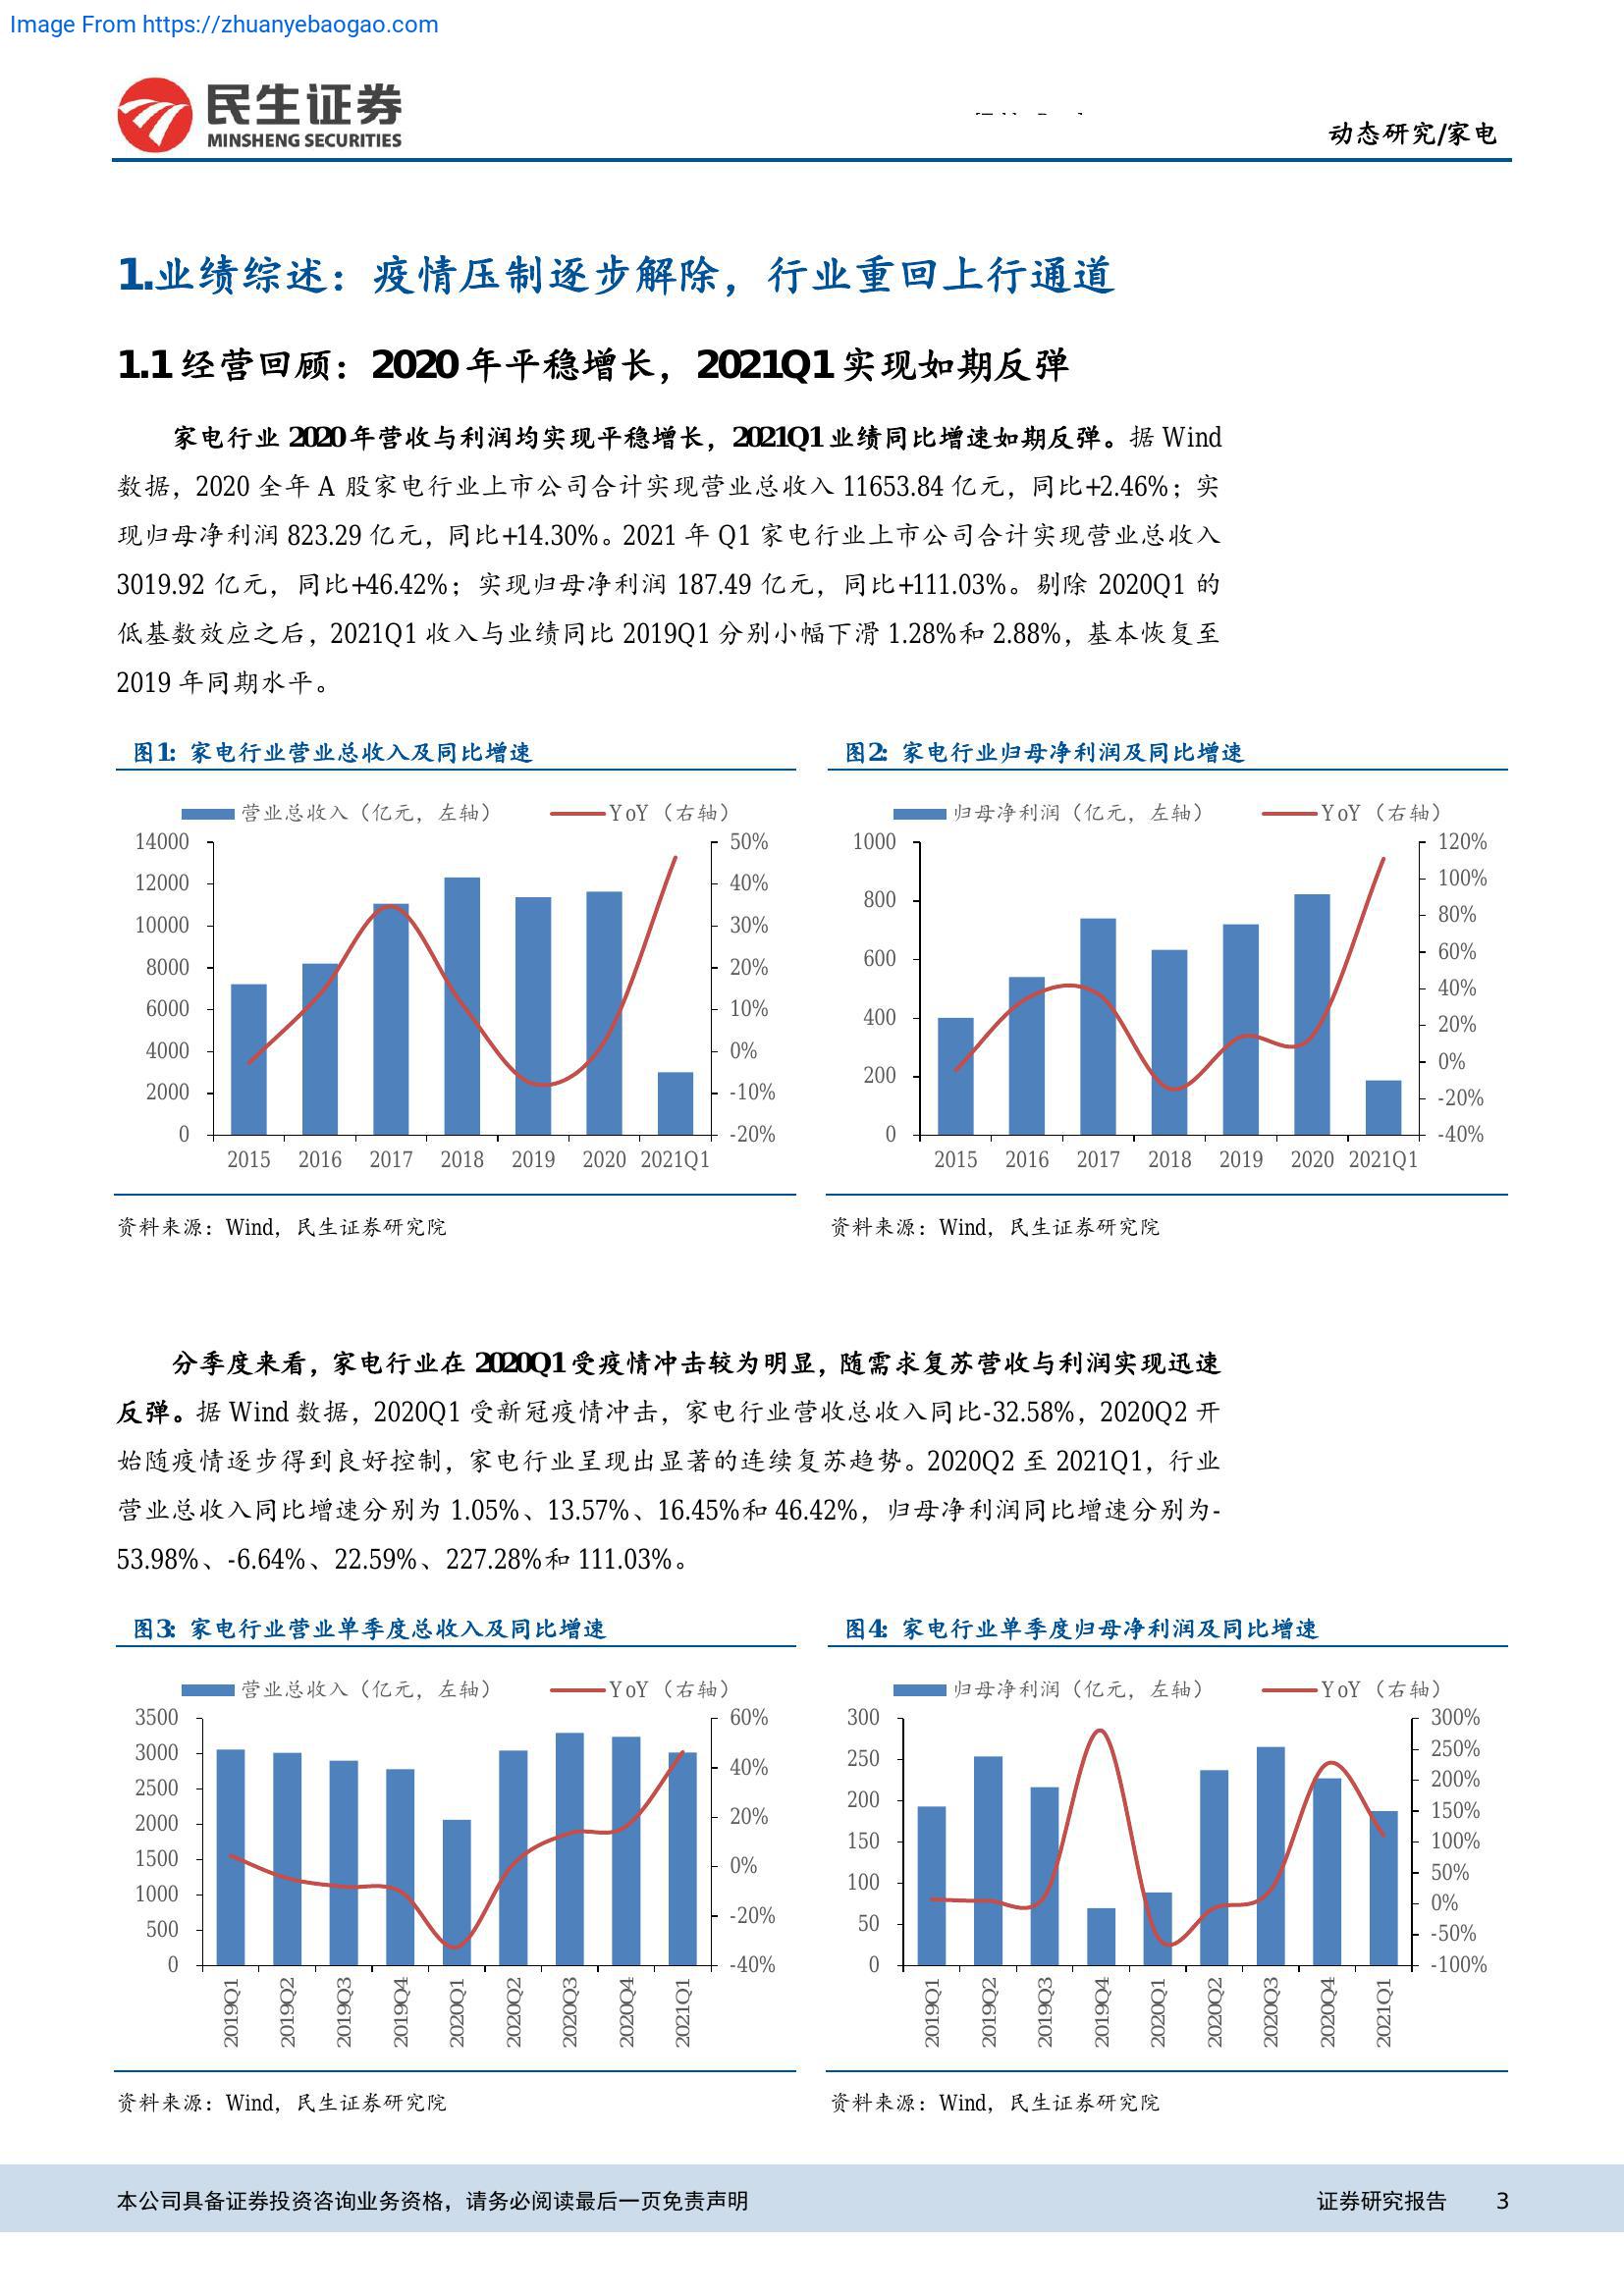 Image From https://zhuanyebaogao.com
民生证券
MINSHENG SECURITIES
动态研究/家电
1.业绩综述：疫情压制逐步解除，行业重回上行通道
1.1 经营回顾：2020 年平稳增长，2021Q1 实现如期反弹
家电行业 2020 年营收与利润均实现平稳增长，2021Q1 业绩同比增速如期反弹。据 Wind
数据，2020 全年 A 股家电行业上市公司合计实现营业总收入 11653.84 亿元，同比+2.46%；实
现归母净利润 823.29 亿元，同比+14.30%。2021 年 Q1 家电行业上市公司合计实现营业总收入
3019.92 亿元，同比+46.42%；实现归母净利润 187.49 亿元，同比+111.03%。剔除 2020Q1 的
低基数效应之后，2021Q1 收入与业绩同比 2019Q1 分别小幅下滑 1.28%和 2.88%，基本恢复至
2019 年同期水平。
图1: 家电行业营业总收入及同比增速
营业总收入（亿元，左轴） YoY（右轴）
14000
12000
10000
8000
6000
4000
2000
0
50%
40%
30%
20%
10%
0%
-10%
-20%
2015 2016 2017 2018 2019 2020 2021Q1
资料来源：Wind，民生证券研究院
图2: 家电行业归母净利润及同比增速
归母净利润（亿元，左轴） YoY（右轴）
1000
800
600
400
200
0
120%
100%
80%
60%
40%
20%
0%
-20%
-40%
2015 2016 2017 2018 2019 2020 2021Q1
资料来源：Wind，民生证券研究院
分季度来看，家电行业在 2020Q1 受疫情冲击较为明显，随需求复苏营收与利润实现迅速
反弹。据 Wind 数据，2020Q1 受新冠疫情冲击，家电行业营收总收入同比-32.58%，2020Q2 开
始随疫情逐步得到良好控制，家电行业呈现出显著的连续复苏趋势。2020Q2 至 2021Q1，行业
营业总收入同比增速分别为 1.05%、13.57%、16.45%和 46.42%，归母净利润同比增速分别为-
53.98%、-6.64%、22.59%、227.28%和 111.03%。
图3: 家电行业营业单季度总收入及同比增速
营业总收入（亿元，左轴） YoY（右轴）
3500
3000
2500
2000
1500
1000
500
0
60%
40%
20%
0%
-20%
-40%
2019Q1 2019Q2 2019Q3 2019Q4 2020Q1 2020Q2 2020Q3 2020Q4 2021Q1
资料来源：Wind，民生证券研究院
图4: 家电行业单季度归母净利润及同比增速
归母净利润（亿元，左轴） YoY（右轴）
300
250
200
150
100
50
0
300%
250%
200%
150%
100%
50%
0%
-50%
-100%
2019Q1 2019Q2 2019Q3 2019Q4 2020Q1 2020Q2 2020Q3 2020Q4 2021Q1
资料来源：Wind，民生证券研究院
本公司具备证券投资咨询业务资格，请务必阅读最后一页免责声明
证券研究报告 3